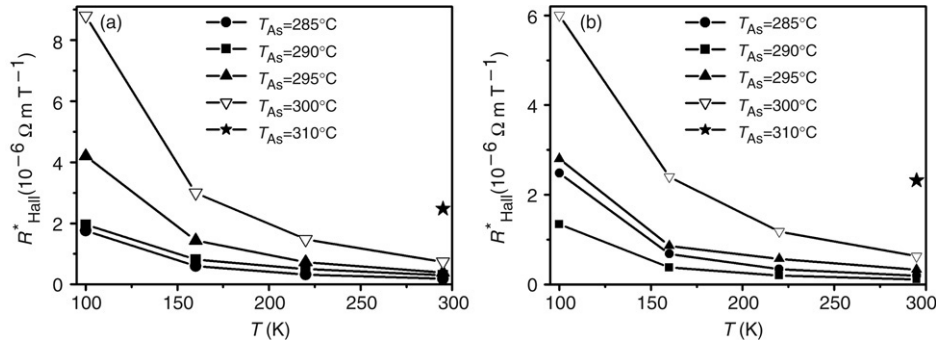 (a)
T_As=285°C
T_As=290°C
T_As=295°C
T_As=300°C
T_As=310°C
8
6
4
2
0
R*_Hall(10⁻⁶ Ω m T⁻¹)
100 150 200 250 300
T (K)
(b)
T_As=285°C
T_As=290°C
T_As=295°C
T_As=300°C
T_As=310°C
6
4
2
0
R*_Hall(10⁻⁶ Ω m T⁻¹)
100 150 200 250 300
T (K)